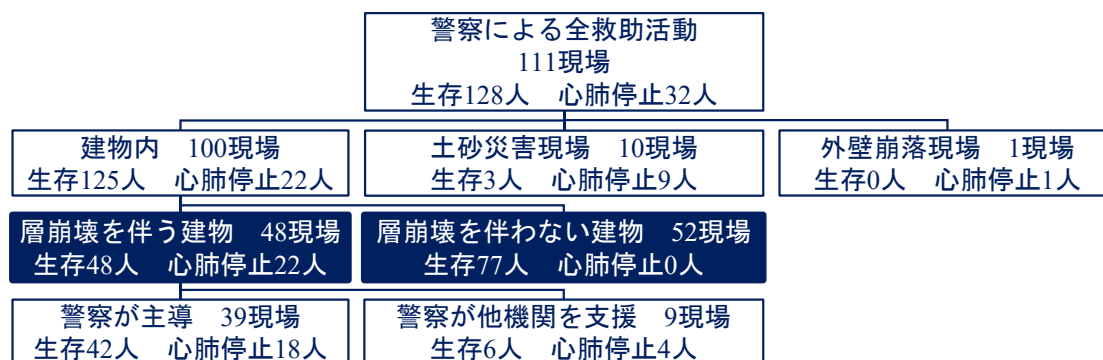 警察による全救助活動
111現場
生存128人　心肺停止32人
建物内　100現場
生存125人　心肺停止22人
土砂災害現場　10現場
生存3人　心肺停止9人
外壁崩落現場　1現場
生存0人　心肺停止1人
層崩壊を伴う建物　48現場
生存48人　心肺停止22人
層崩壊を伴わない建物　52現場
生存77人　心肺停止0人
警察が主導　39現場
生存42人　心肺停止18人
警察が他機関を支援　9現場
生存6人　心肺停止4人